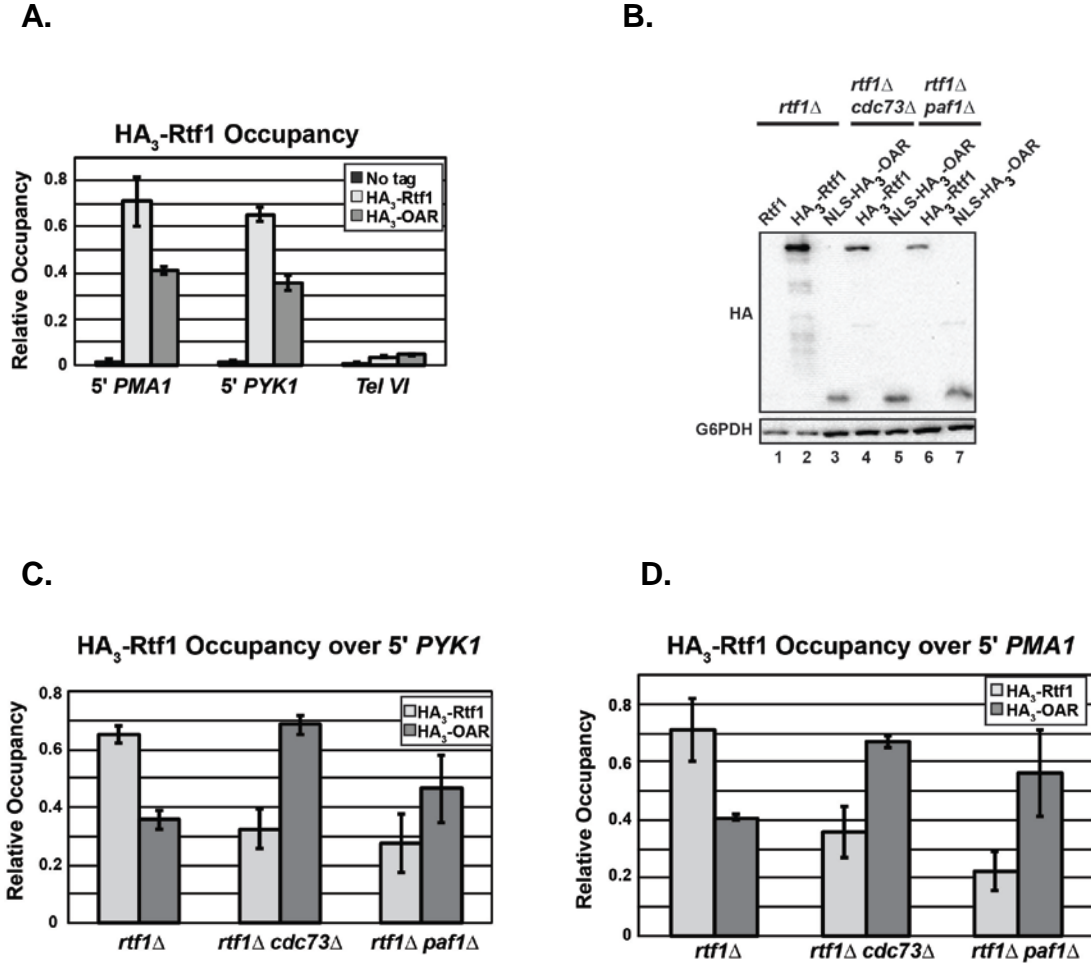 A.
HA3-Rtf1 Occupancy
Relative Occupancy
0.8
0.6
0.4
0.2
0
No tag
HA3-Rtf1
HA3-OAR
5' PMA1
5' PYK1
Tel VI
B.
rtf1Δ
rtf1Δ
cdc73Δ
rtf1Δ
paf1Δ
Rtf1
HA3-Rtf1
NLS-HA3-OAR
HA3-Rtf1
NLS-HA3-OAR
HA3-Rtf1
NLS-HA3-OAR
HA
G6PDH
1 2 3 4 5 6 7
C.
HA3-Rtf1 Occupancy over 5' PYK1
Relative Occupancy
0.8
0.6
0.4
0.2
0
HA3-Rtf1
HA3-OAR
rtf1Δ
rtf1Δ cdc73Δ
rtf1Δ paf1Δ
D.
HA3-Rtf1 Occupancy over 5' PMA1
Relative Occupancy
0.8
0.6
0.4
0.2
0
HA3-Rtf1
HA3-OAR
rtf1Δ
rtf1Δ cdc73Δ
rtf1Δ paf1Δ